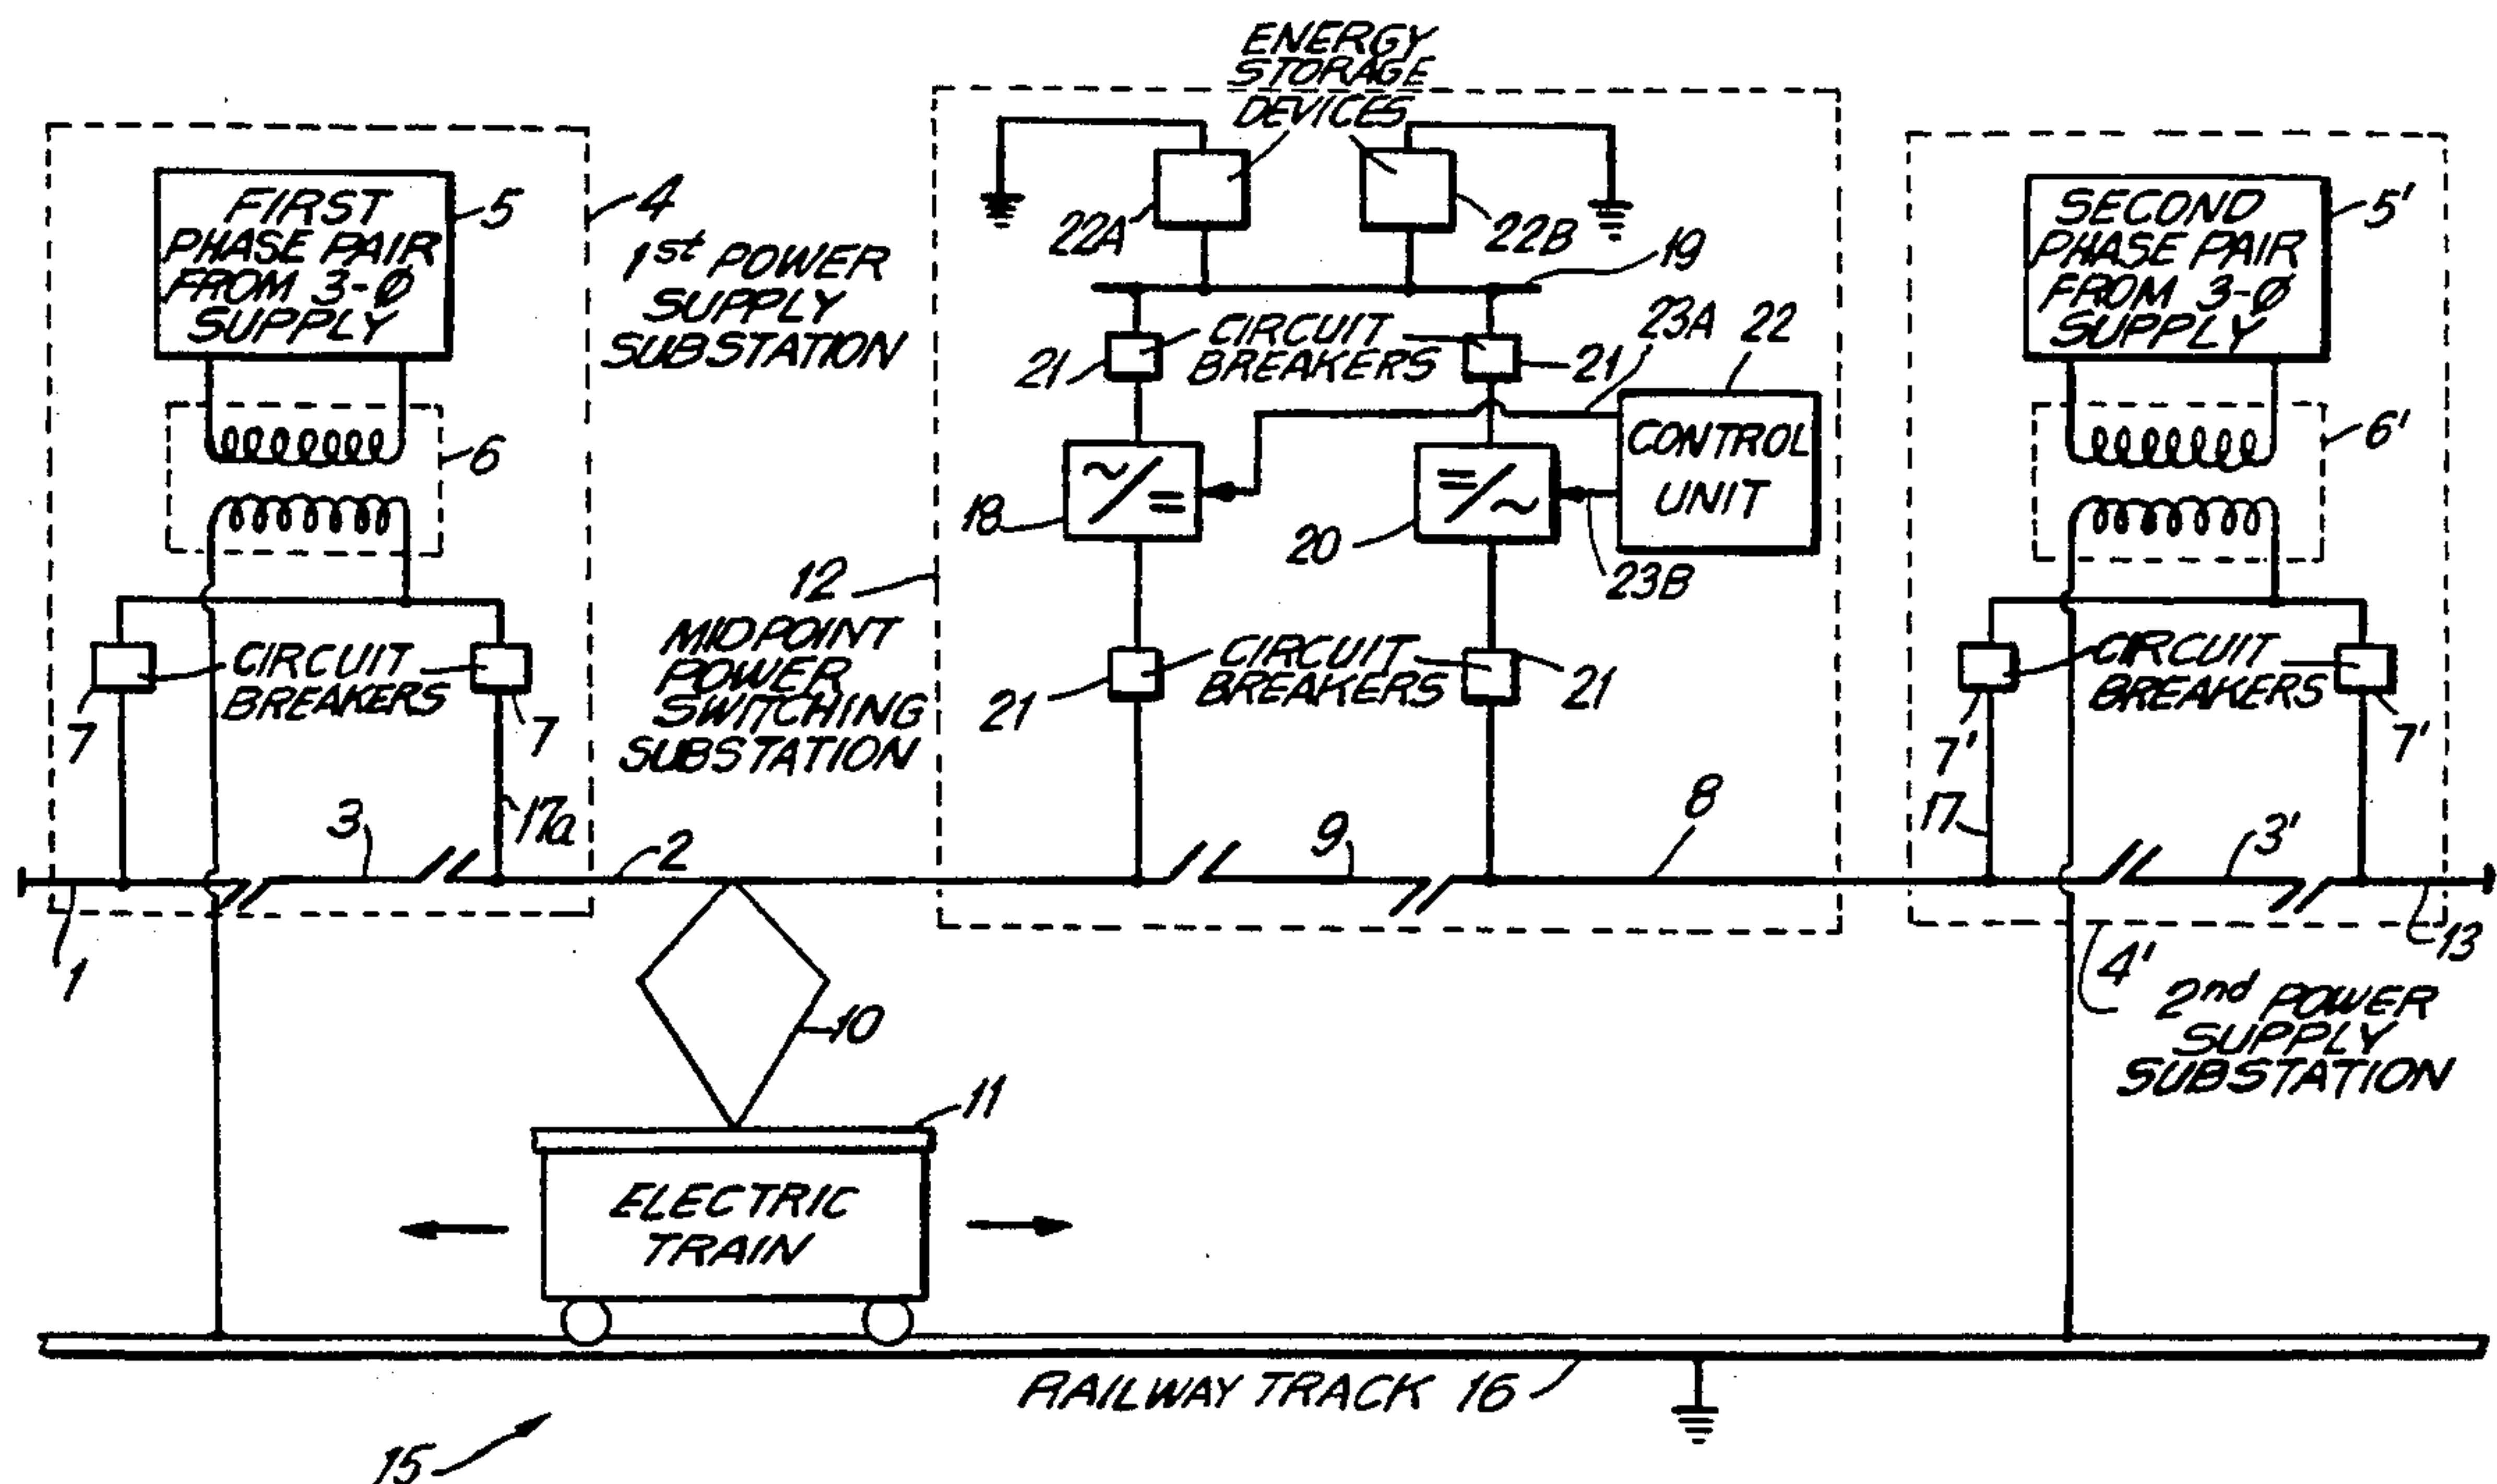 ENERGY
STORAGE
DEVICES
FIRST
PHASE PAIR
FROM 3-Ø
SUPPLY
5
4
1st POWER
SUPPLY
SUBSTATION
6
CIRCUIT
BREAKERS
7
7
17a
3
2
1
22A
22B
19
CIRCUIT
BREAKERS
21
21
23A
22
CONTROL
UNIT
18
20
23B
12
MIDPOINT
POWER
SWITCHING
SUBSTATION
CIRCUIT
BREAKERS
21
21
9
8
SECOND
PHASE PAIR
FROM 3-Ø
SUPPLY
5'
6'
CIRCUIT
BREAKERS
7'
7'
17
3'
13
4'
2nd POWER
SUPPLY
SUBSTATION
10
11
ELECTRIC
TRAIN
RAILWAY TRACK 16
15